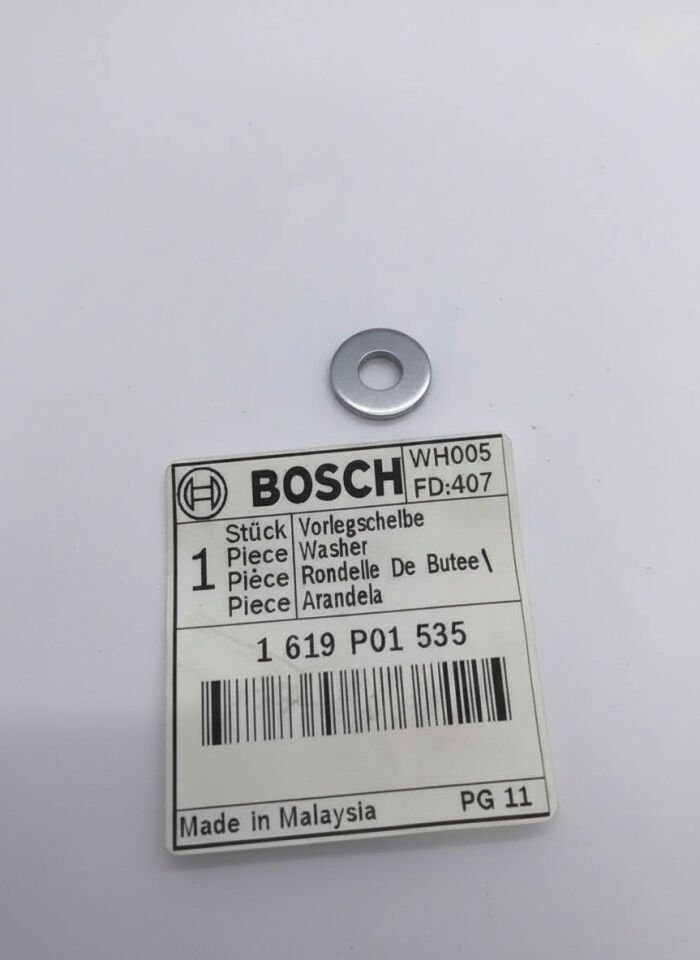 BOSCH
WH005
FD:407
1
Stück Vorlegschelbe
Piece Washer
Pièce Rondelle De Butee\
Piece Arandela
1 619 P01 535
Made in Malaysia PG 11